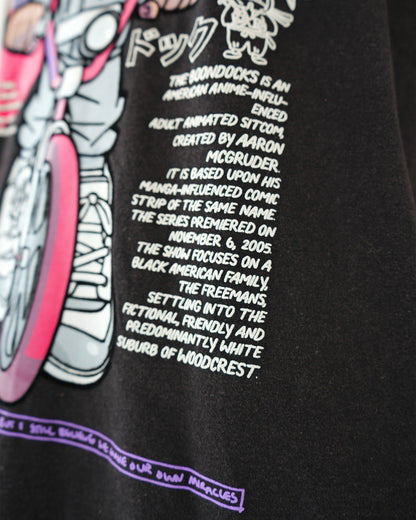 ドック
THE BOONDOCKS IS AN
AMERICAN ANIME-INFLU-
ENCED
ADULT ANIMATED SITCOM,
CREATED BY AARON
MCGRUDER.
IT IS BASED UPON HIS
MANGA-INFLUENCED COMIC
STRIP OF THE SAME NAME.
THE SERIES PREMIERED ON
NOVEMBER 6, 2005.
THE SHOW FOCUSES ON A
BLACK AMERICAN FAMILY,
THE FREEMANS,
SETTLING INTO THE
FICTIONAL, FRIENDLY AND
PREDOMINANTLY WHITE
SUBURB OF WOODCREST.
BUT I STILL BELIEVE WE MAKE OUR OWN MIRACLES